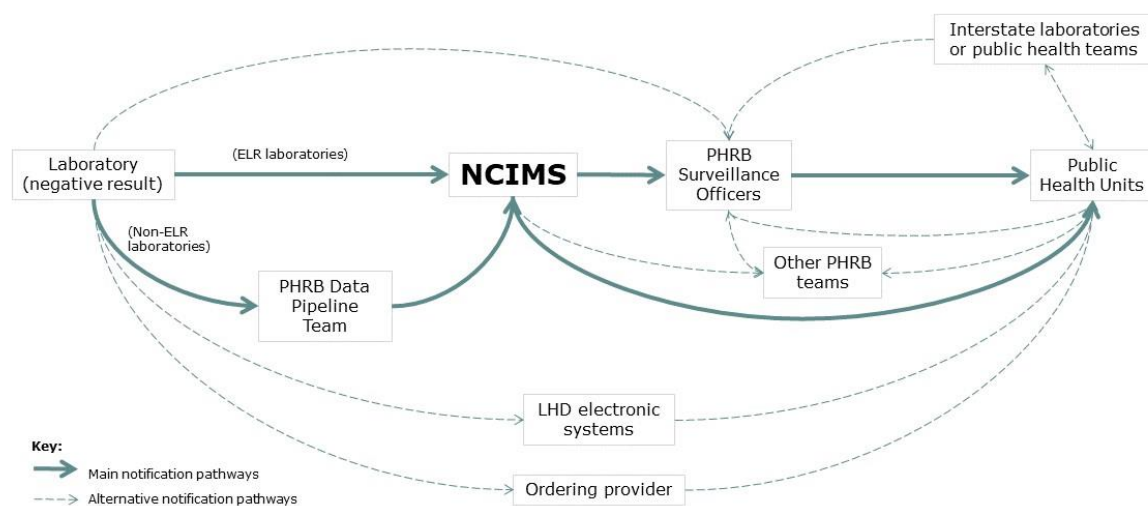 Interstate laboratories
or public health teams
Laboratory
(negative result)
(ELR laboratories)
NCIMS
PHRB
Surveillance
Officers
Public
Health Units
(Non-ELR
laboratories)
Other PHRB
teams
PHRB Data
Pipeline
Team
LHD electronic
systems
Ordering provider
Key:
Main notification pathways
Alternative notification pathways